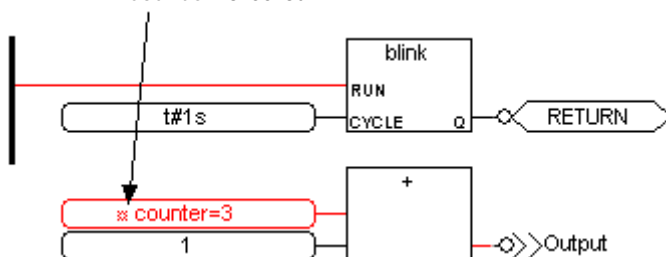 blink
RUN
t#1s
CYCLE Q
RETURN
counter=3
+
1
Output